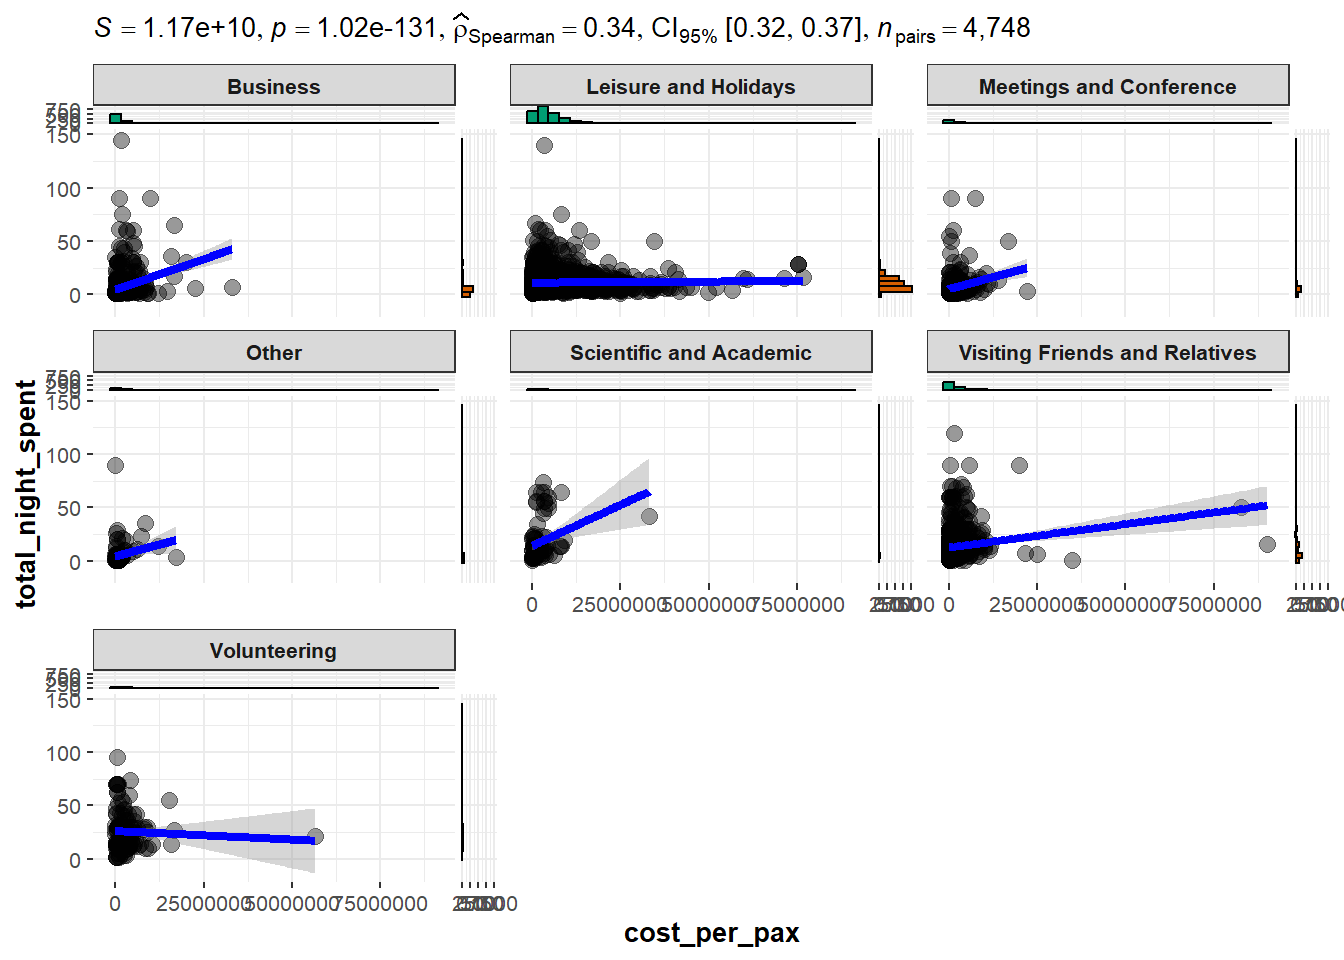 S = 1.17e+10, p = 1.02e-131, ρ̂Spearman = 0.34, CI95% [0.32, 0.37], npairs = 4,748
Business
Leisure and Holidays
Meetings and Conference
750
150
100
50
0
Other
Scientific and Academic
Visiting Friends and Relatives
750
150
100
50
0
0 25000000 50000000 75000000
0 25000000 50000000 75000000
Volunteering
750
150
100
50
0
0 25000000 50000000 75000000
total_night_spent
cost_per_pax